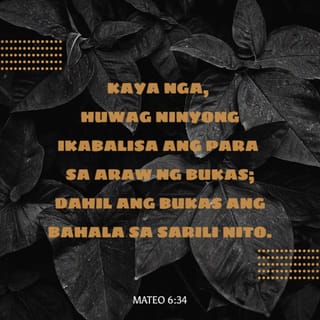 KAYA NGA,
HUWAG NINYONG
IKABALISA ANG PARA
SA ARAW NG BUKAS;
DAHIL ANG BUKAS ANG
BAHALA SA SARILI NITO.
MATEO 6:34